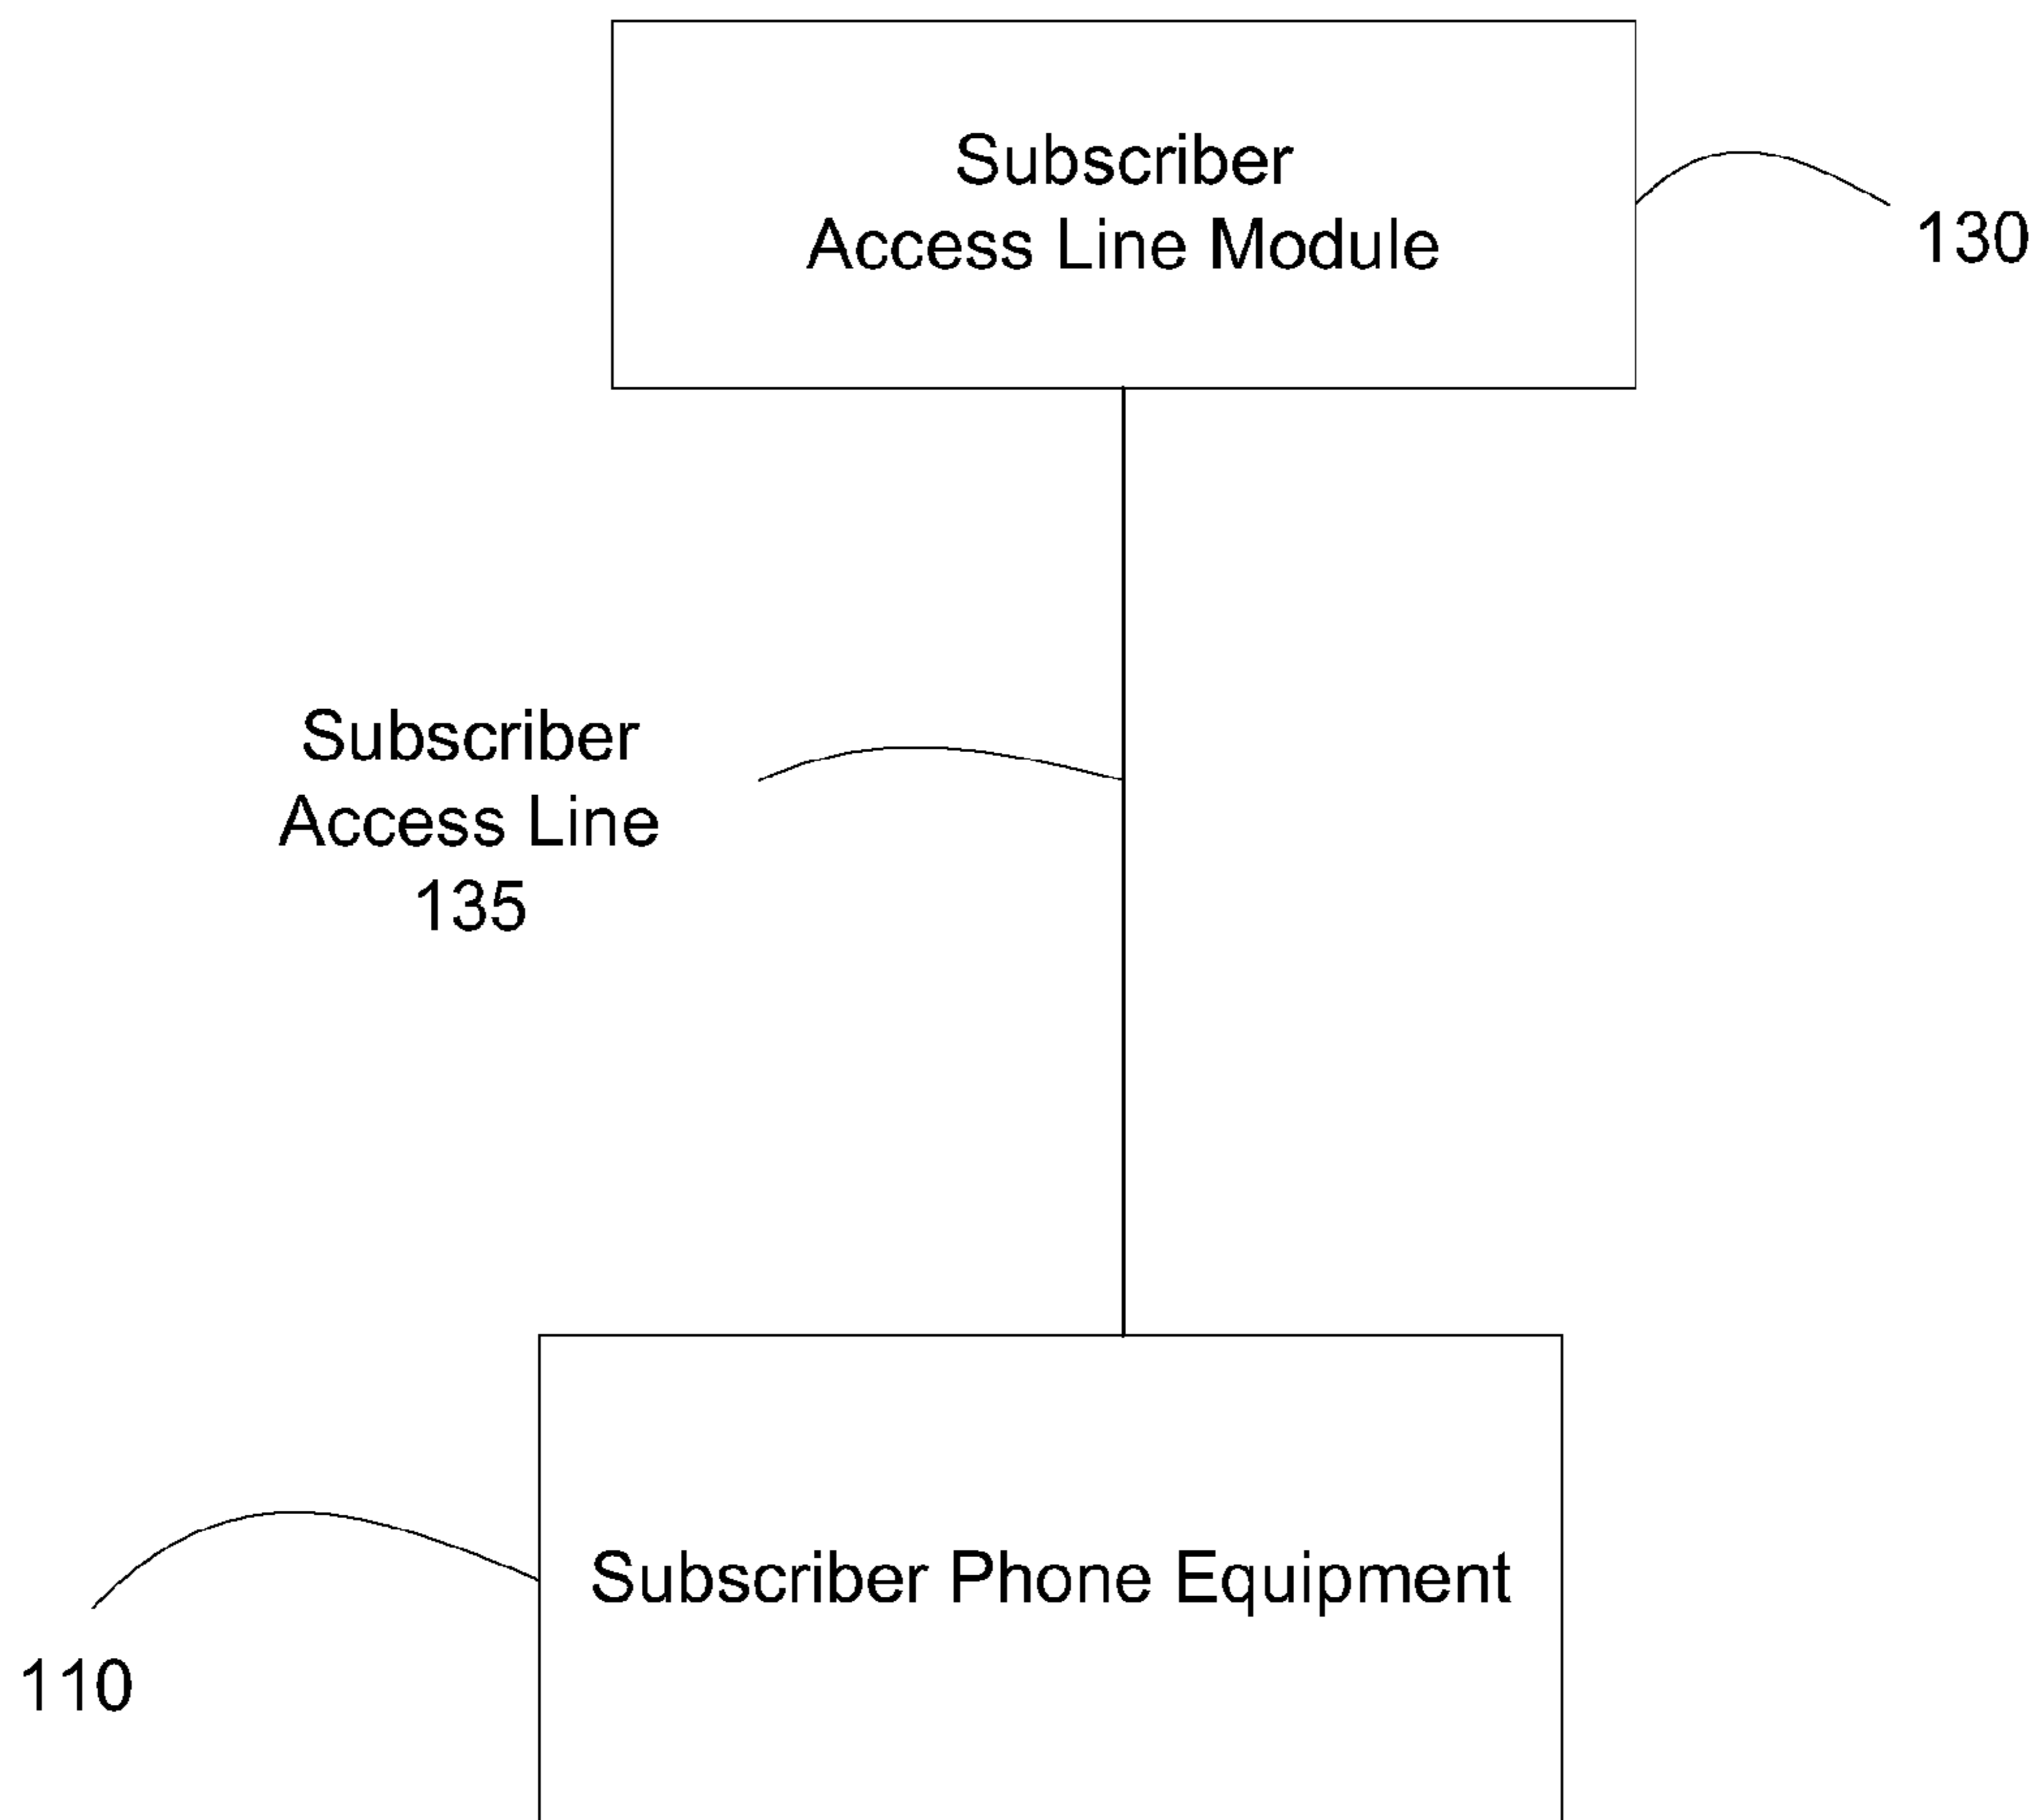 Subscriber
Access Line Module
130
Subscriber
Access Line
135
Subscriber Phone Equipment
110